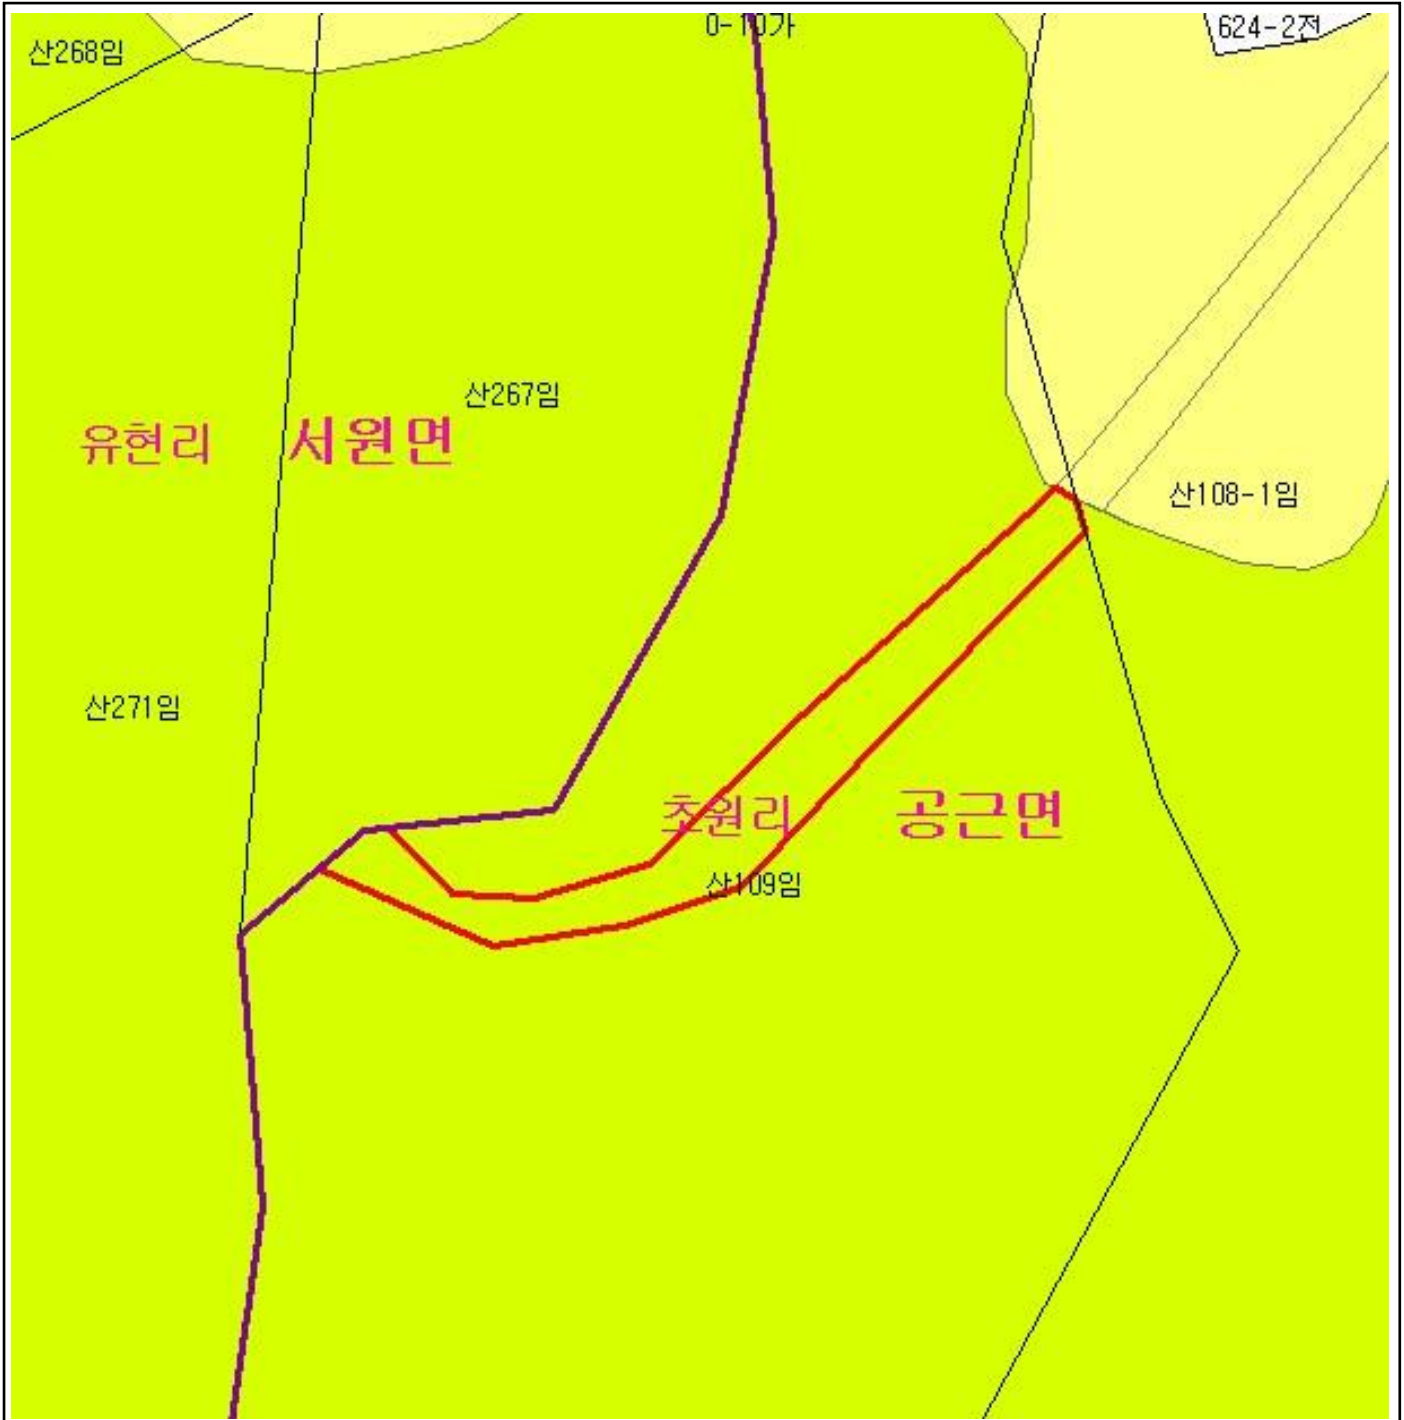 산268임
0-10가
624-2전
산267임
유현리 서원면
산108-1임
산271임
초원리 공근면
산109임